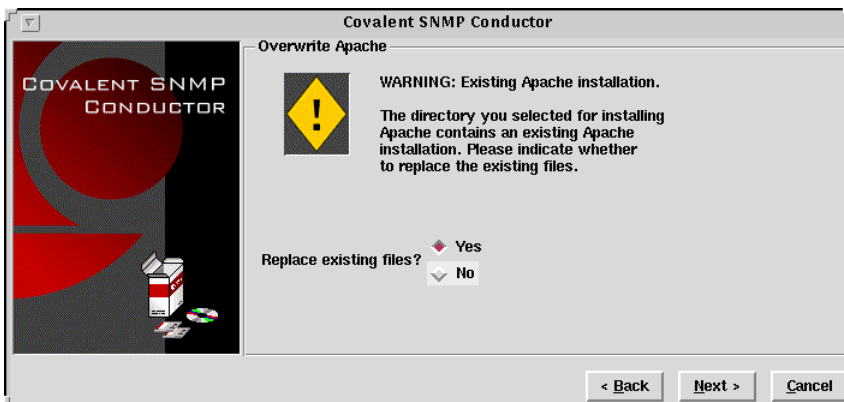 Covalent SNMP Conductor
COVALENT SNMP
CONDUCTOR
Overwrite Apache
WARNING: Existing Apache installation.
The directory you selected for installing
Apache contains an existing Apache
installation. Please indicate whether
to replace the existing files.
Replace existing files?
Yes
No
< Back
Next >
Cancel